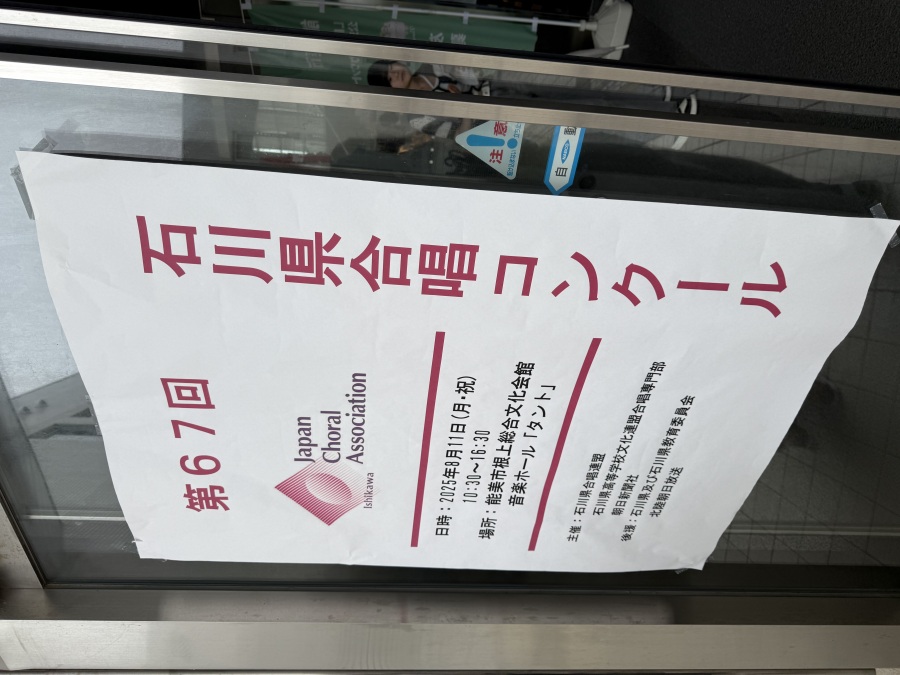 第67回
石川県合唱コンクール
Japan
Choral
Association
Ishikawa
日時：2025年8月11日(月・祝)
10:30～16:30
場所：能美市根上総合文化会館
音楽ホール「タント」
主催：石川県合唱連盟
石川県高等学校文化連盟合唱専門部
朝日新聞社
後援：石川県及び石川県教育委員会
北陸朝日放送
注意
自動